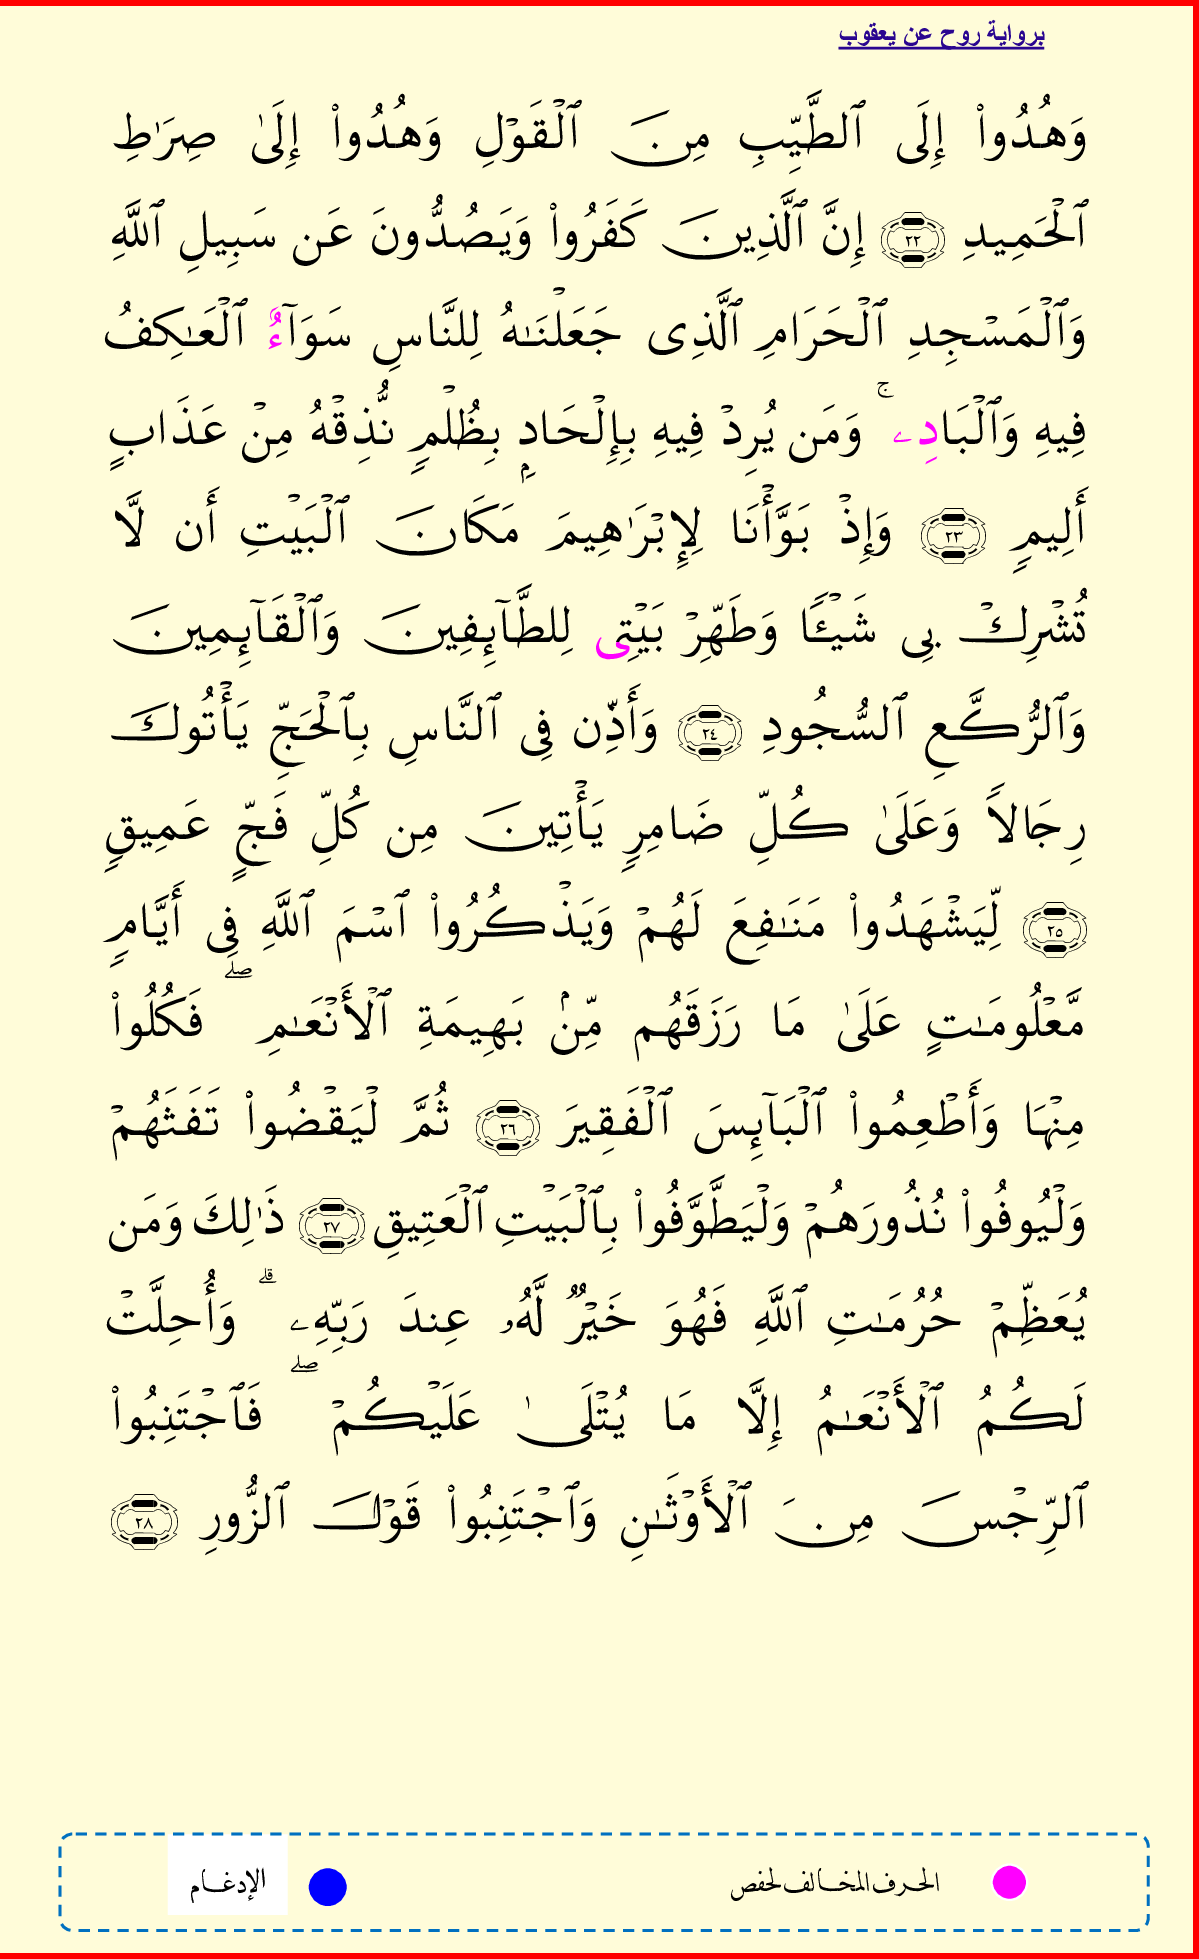 برواية روح عن يعقوب
وَهُدُوٓا۟ إِلَى ٱلطَّيِّبِ مِنَ ٱلْقَوْلِ وَهُدُوٓا۟ إِلَىٰ صِرَٰطِ
ٱلْحَمِيدِ ٢٢ إِنَّ ٱلَّذِينَ كَفَرُوا۟ وَيَصُدُّونَ عَن سَبِيلِ ٱللَّهِ
وَٱلْمَسْجِدِ ٱلْحَرَامِ ٱلَّذِى جَعَلْنَـٰهُ لِلنَّاسِ سَوَآءٌ ٱلْعَـٰكِفُ
فِيهِ وَٱلْبَادِۦ ۚ وَمَن يُرِدْ فِيهِ بِإِلْحَادٍۭ بِظُلْمٍ نُّذِقْهُ مِنْ عَذَابٍ
أَلِيمٍ ٢٣ وَإِذْ بَوَّأْنَا لِإِبْرَٰهِيمَ مَكَانَ ٱلْبَيْتِ أَن لَّا
تُشْرِكْ بِى شَيْـًٔا وَطَهِّرْ بَيْتِى لِلطَّآئِفِينَ وَٱلْقَآئِمِينَ
وَٱلرُّكَّعِ ٱلسُّجُودِ ٢٤ وَأَذِّن فِى ٱلنَّاسِ بِٱلْحَجِّ يَأْتُوكَ
رِجَالًا وَعَلَىٰ كُلِّ ضَامِرٍ يَأْتِينَ مِن كُلِّ فَجٍّ عَمِيقٍ
٢٥ لِّيَشْهَدُوا۟ مَنَـٰفِعَ لَهُمْ وَيَذْكُرُوا۟ ٱسْمَ ٱللَّهِ فِى أَيَّامٍ
مَّعْلُومَـٰتٍ عَلَىٰ مَا رَزَقَهُم مِّنۢ بَهِيمَةِ ٱلْأَنْعَـٰمِ ۖ فَكُلُوا۟
مِنْهَا وَأَطْعِمُوا۟ ٱلْبَآئِسَ ٱلْفَقِيرَ ٢٦ ثُمَّ لْيَقْضُوا۟ تَفَثَهُمْ
وَلْيُوفُوا۟ نُذُورَهُمْ وَلْيَطَّوَّفُوا۟ بِٱلْبَيْتِ ٱلْعَتِيقِ ٢٧ ذَٰلِكَ وَمَن
يُعَظِّمْ حُرُمَـٰتِ ٱللَّهِ فَهُوَ خَيْرٌ لَّهُۥ عِندَ رَبِّهِۦ ۗ وَأُحِلَّتْ
لَكُمُ ٱلْأَنْعَـٰمُ إِلَّا مَا يُتْلَىٰ عَلَيْكُمْ ۖ فَٱجْتَنِبُوا۟
ٱلرِّجْسَ مِنَ ٱلْأَوْثَـٰنِ وَٱجْتَنِبُوا۟ قَوْلَ ٱلزُّورِ ٢٨
الحرف المخالف لحفص الإدغام